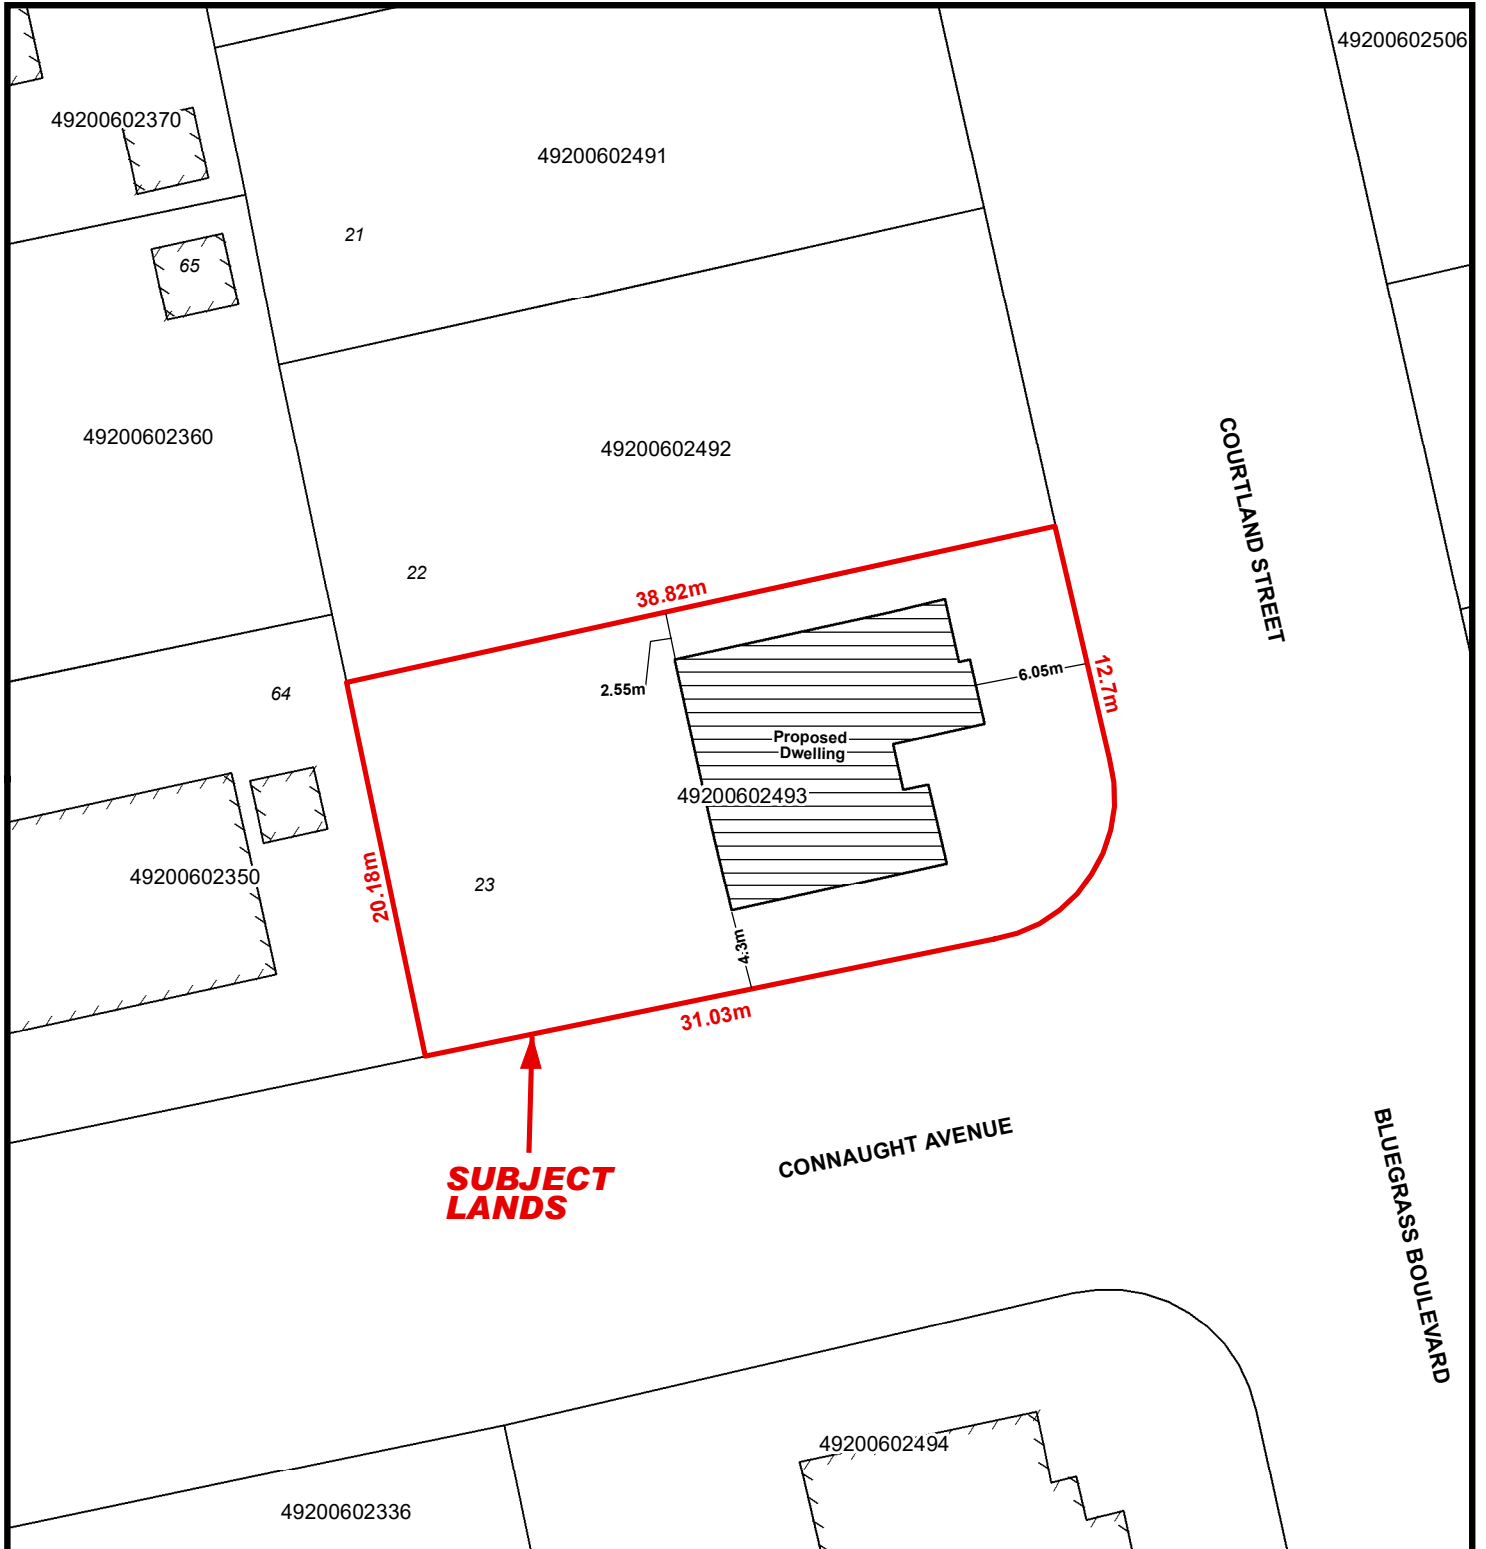 49200602506
49200602370
49200602491
21
65
49200602360
49200602492
COURTLAND STREET
22
38.82m
64
2.55m
6.05m
12.7m
Proposed
Dwelling
49200602493
49200602350
20.18m
23
4.3m
31.03m
SUBJECT
LANDS
CONNAUGHT AVENUE
BLUEGRASS BOULEVARD
49200602494
49200602336